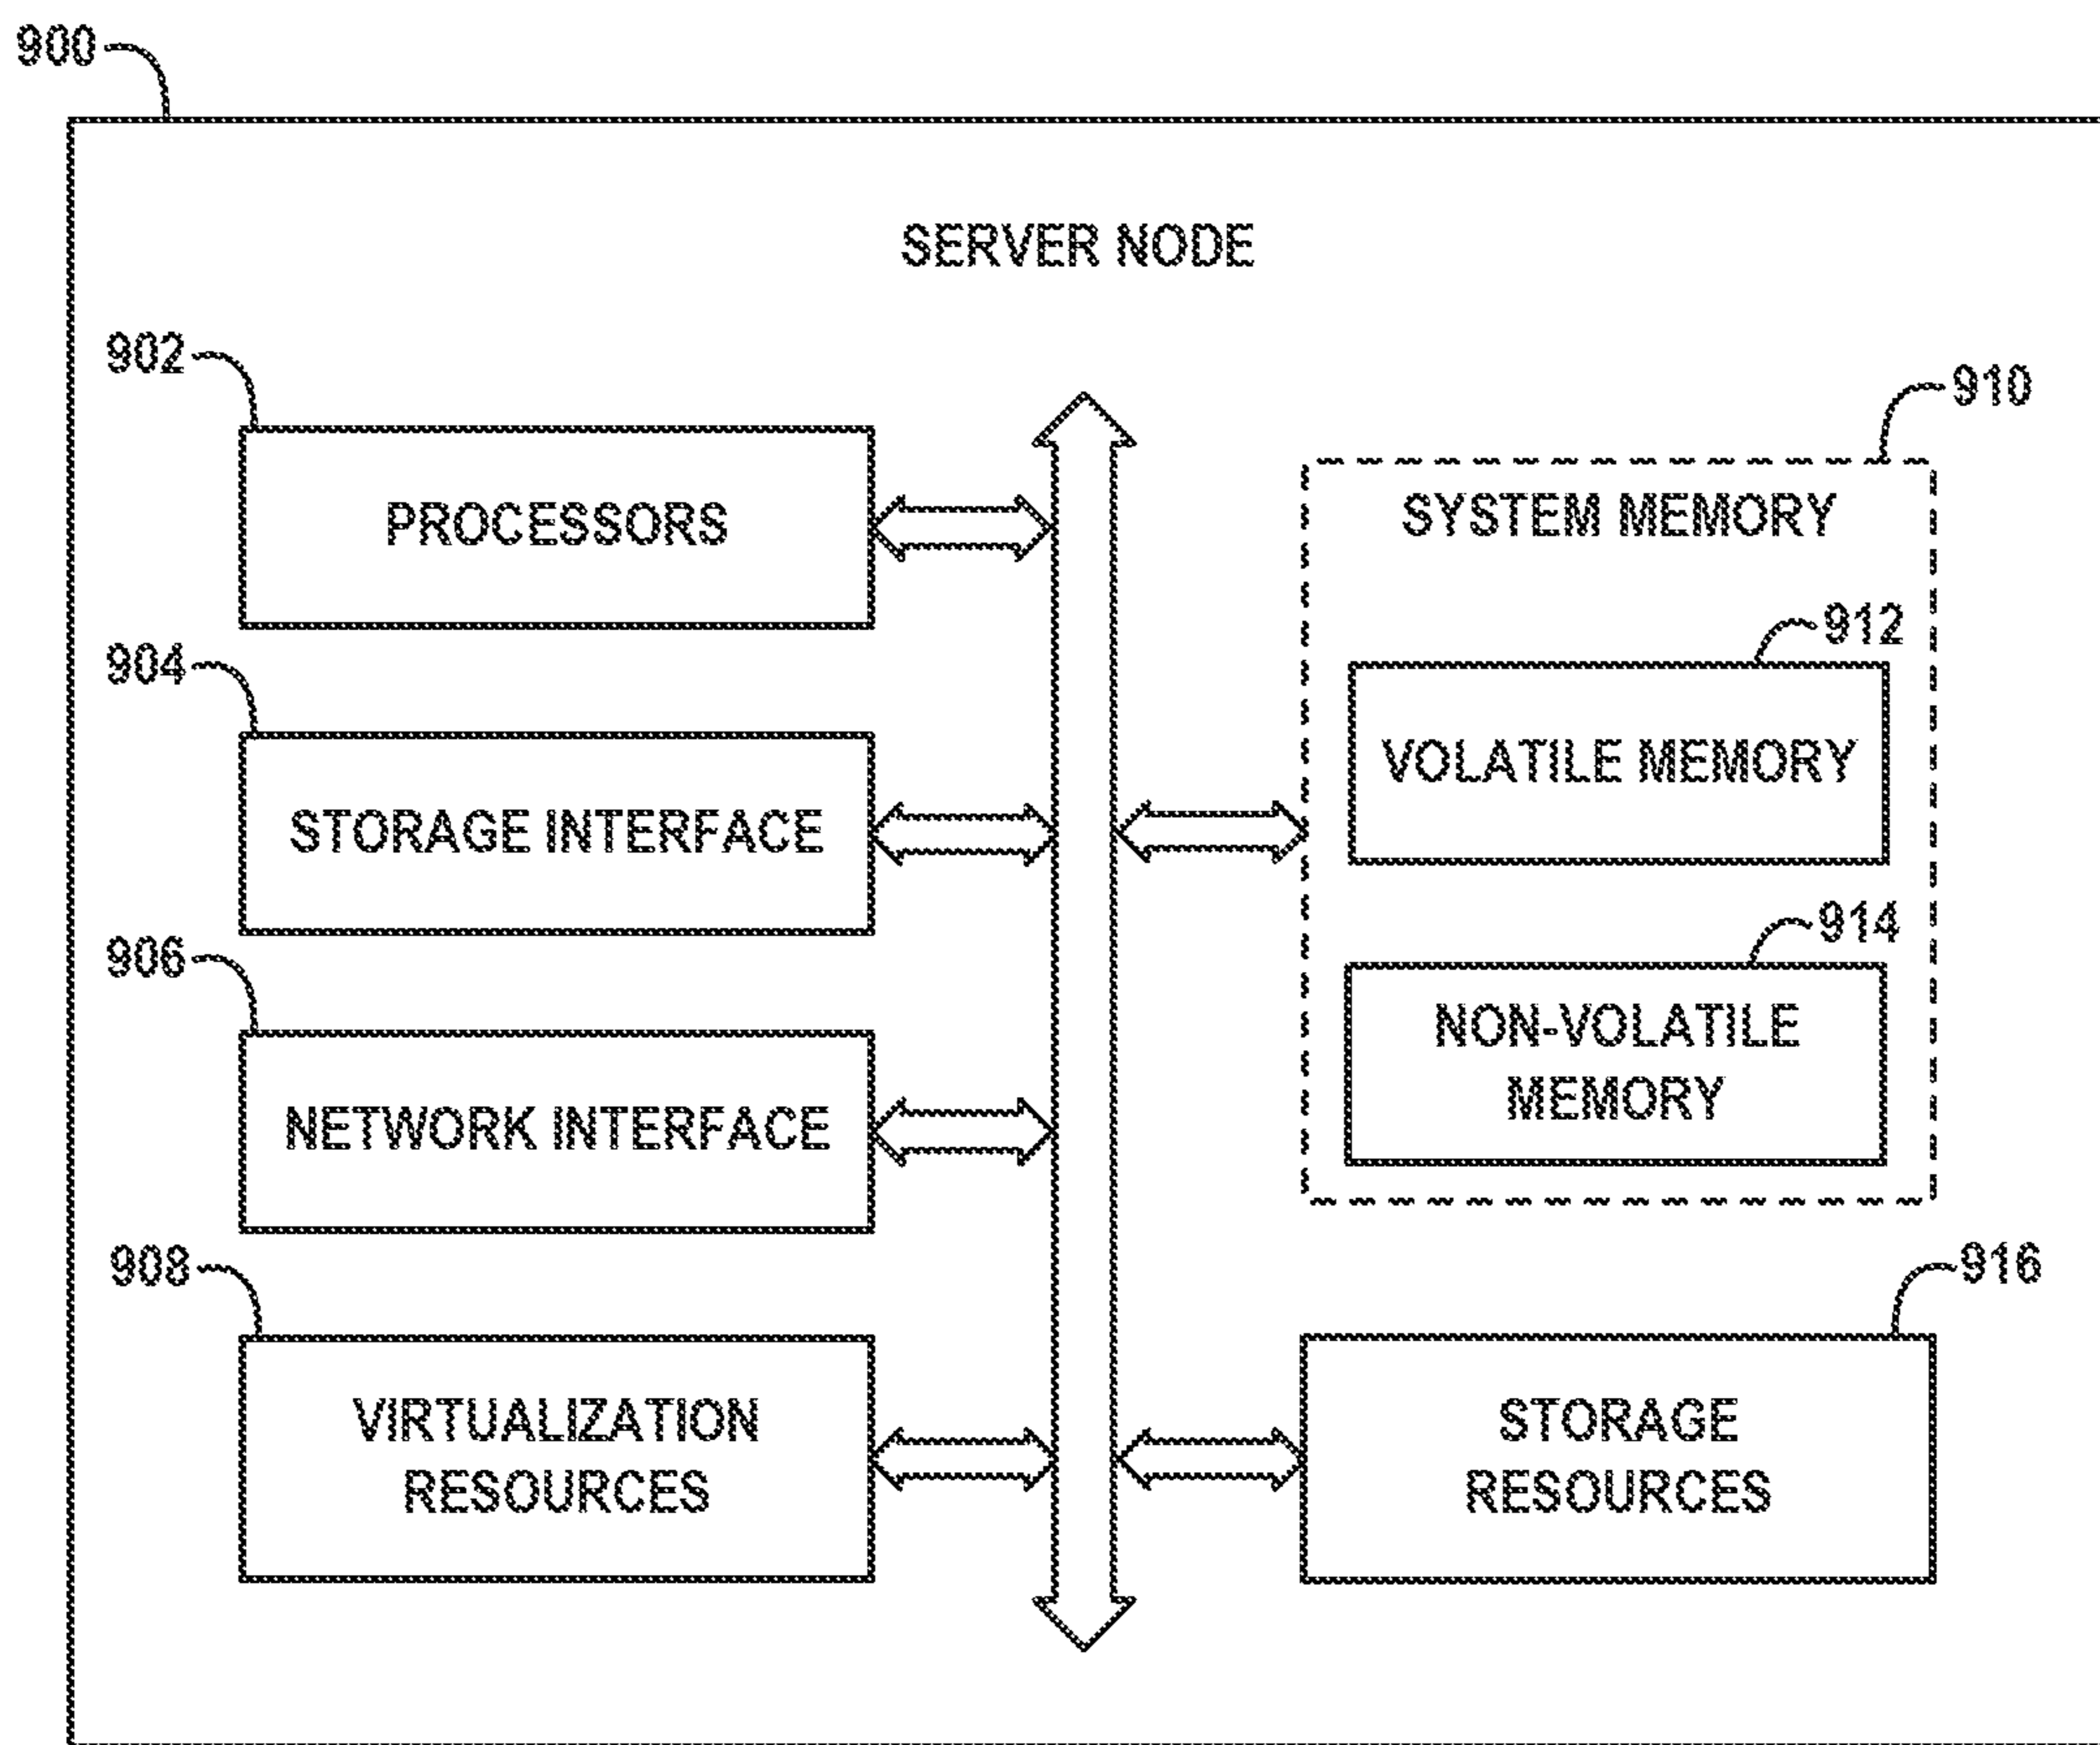 900
SERVER NODE
902
PROCESSORS
904
STORAGE INTERFACE
906
NETWORK INTERFACE
908
VIRTUALIZATION
RESOURCES
910
SYSTEM MEMORY
912
VOLATILE MEMORY
914
NON-VOLATILE
MEMORY
916
STORAGE
RESOURCES